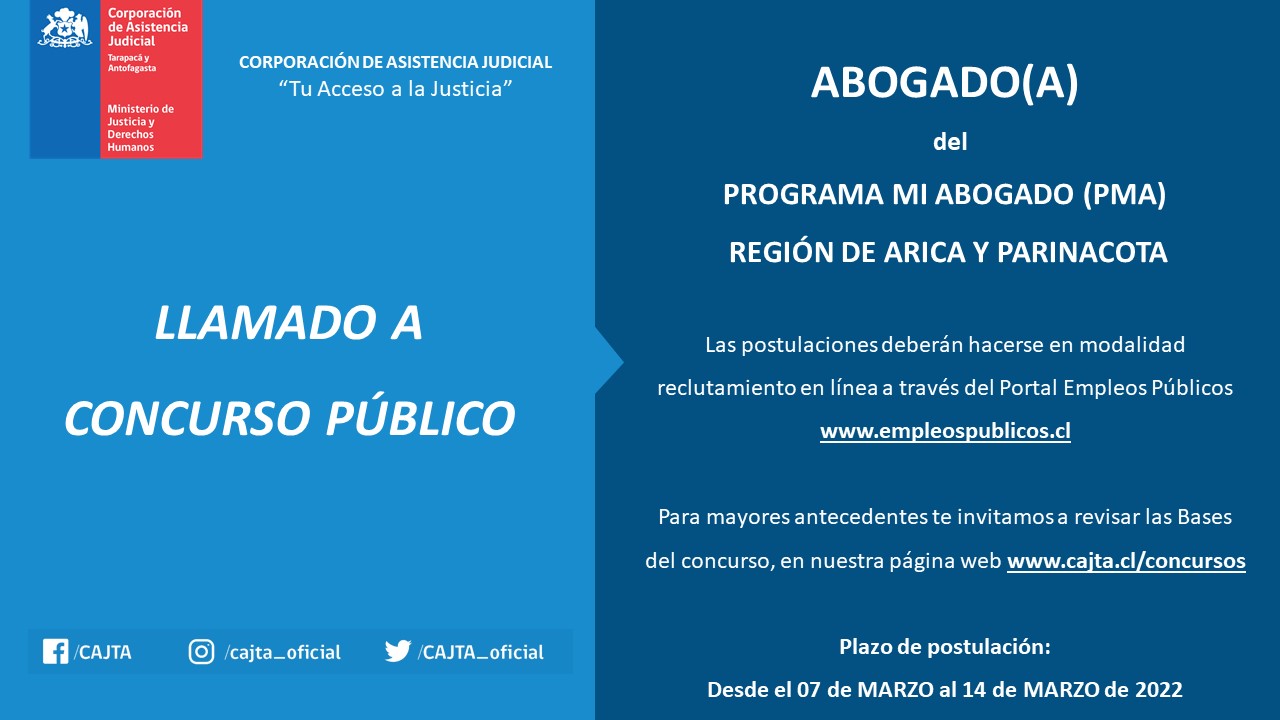 Corporación
de Asistencia
Judicial
Tarapacá y
Antofagasta
Ministerio de
Justicia y
Derechos
Humanos
CORPORACIÓN DE ASISTENCIA JUDICIAL
“Tu Acceso a la Justicia”
LLAMADO A
CONCURSO PÚBLICO
/CAJTA
/cajta_oficial
/CAJTA_oficial
ABOGADO(A)
del
PROGRAMA MI ABOGADO (PMA)
REGIÓN DE ARICA Y PARINACOTA
Las postulaciones deberán hacerse en modalidad
reclutamiento en línea a través del Portal Empleos Públicos
www.empleospublicos.cl
Para mayores antecedentes te invitamos a revisar las Bases
del concurso, en nuestra página web www.cajta.cl/concursos
Plazo de postulación:
Desde el 07 de MARZO al 14 de MARZO de 2022